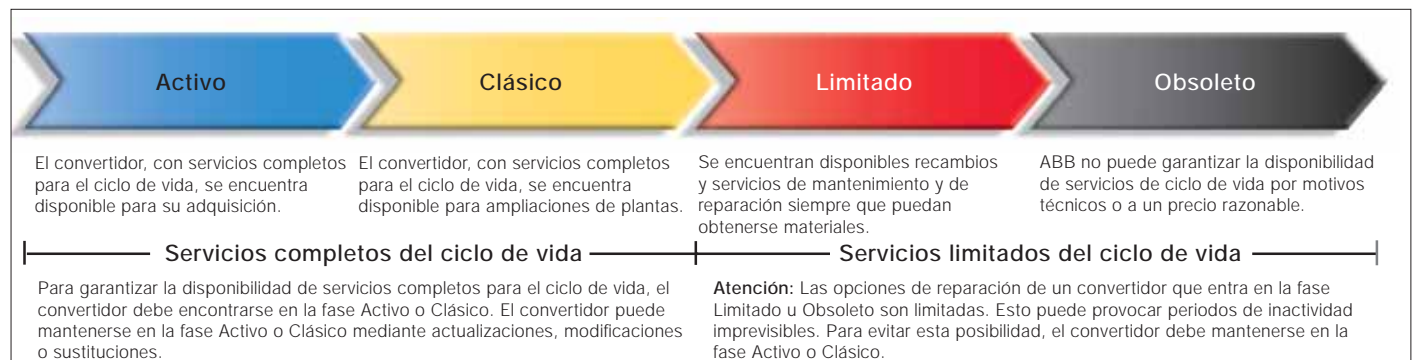 Activo
Clásico
Limitado
Obsoleto
El convertidor, con servicios completos
para el ciclo de vida, se encuentra
disponible para su adquisición.
El convertidor, con servicios completos
para el ciclo de vida, se encuentra
disponible para ampliaciones de plantas.
Se encuentran disponibles recambios
y servicios de mantenimiento y de
reparación siempre que puedan
obtenerse materiales.
ABB no puede garantizar la disponibilidad
de servicios de ciclo de vida por motivos
técnicos o a un precio razonable.
Servicios completos del ciclo de vida
Servicios limitados del ciclo de vida
Para garantizar la disponibilidad de servicios completos para el ciclo de vida, el
convertidor debe encontrarse en la fase Activo o Clásico. El convertidor puede
mantenerse en la fase Activo o Clásico mediante actualizaciones, modificaciones
o sustituciones.
Atención: Las opciones de reparación de un convertidor que entra en la fase
Limitado u Obsoleto son limitadas. Esto puede provocar periodos de inactividad
imprevisibles. Para evitar esta posibilidad, el convertidor debe mantenerse en la
fase Activo o Clásico.